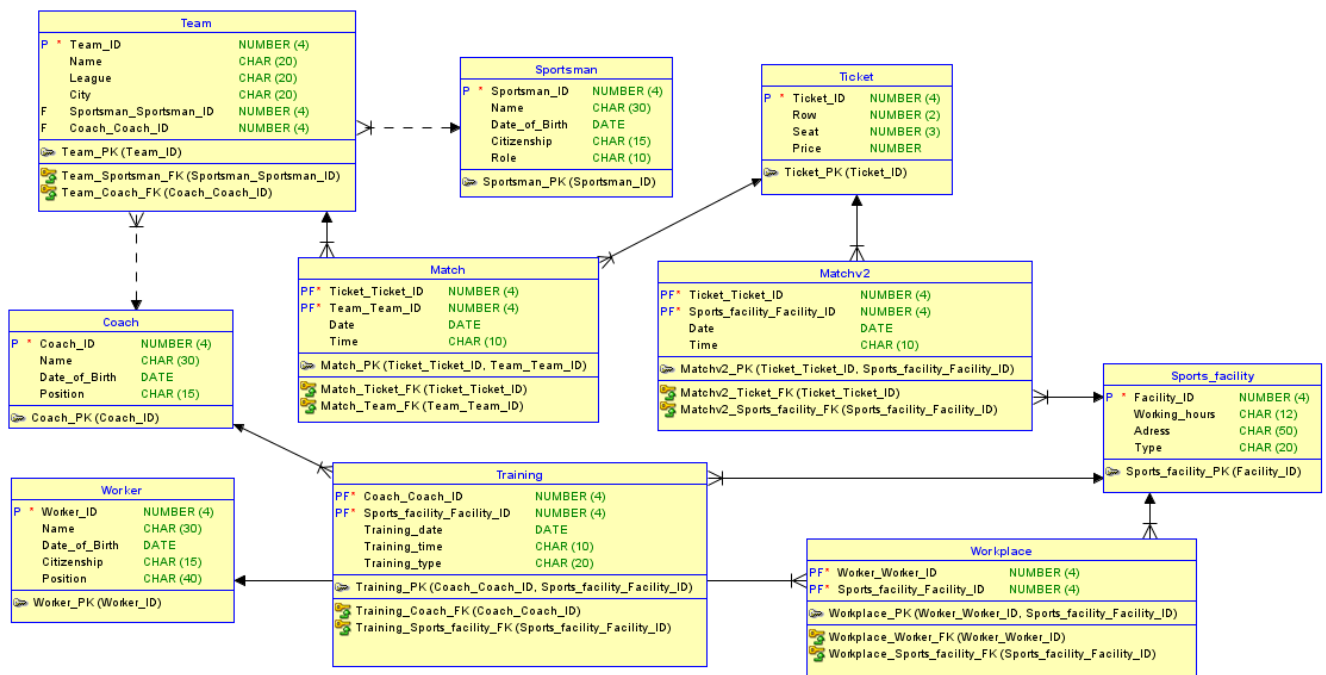 Team
P * Team_ID NUMBER (4)
Name CHAR (20)
League CHAR (20)
City CHAR (20)
F Sportsman_Sportsman_ID NUMBER (4)
F Coach_Coach_ID NUMBER (4)
Team_PK (Team_ID)
Team_Sportsman_FK (Sportsman_Sportsman_ID)
Team_Coach_FK (Coach_Coach_ID)
Sportsman
P * Sportsman_ID NUMBER (4)
Name CHAR (30)
Date_of_Birth DATE
Citizenship CHAR (15)
Role CHAR (10)
Sportsman_PK (Sportsman_ID)
Ticket
P * Ticket_ID NUMBER (4)
Row NUMBER (2)
Seat NUMBER (3)
Price NUMBER
Ticket_PK (Ticket_ID)
Match
PF* Ticket_Ticket_ID NUMBER (4)
PF* Team_Team_ID NUMBER (4)
Date DATE
Time CHAR (10)
Match_PK (Ticket_Ticket_ID, Team_Team_ID)
Match_Ticket_FK (Ticket_Ticket_ID)
Match_Team_FK (Team_Team_ID)
Matchv2
PF* Ticket_Ticket_ID NUMBER (4)
PF* Sports_facility_Facility_ID NUMBER (4)
Date DATE
Time CHAR (10)
Matchv2_PK (Ticket_Ticket_ID, Sports_facility_Facility_ID)
Matchv2_Ticket_FK (Ticket_Ticket_ID)
Matchv2_Sports_facility_FK (Sports_facility_Facility_ID)
Coach
P * Coach_ID NUMBER (4)
Name CHAR (30)
Date_of_Birth DATE
Position CHAR (15)
Coach_PK (Coach_ID)
Sports_facility
P * Facility_ID NUMBER (4)
Working_hours CHAR (12)
Adress CHAR (50)
Type CHAR (20)
Sports_facility_PK (Facility_ID)
Worker
P * Worker_ID NUMBER (4)
Name CHAR (30)
Date_of_Birth DATE
Citizenship CHAR (15)
Position CHAR (40)
Worker_PK (Worker_ID)
Training
PF* Coach_Coach_ID NUMBER (4)
PF* Sports_facility_Facility_ID NUMBER (4)
Training_date DATE
Training_time CHAR (10)
Training_type CHAR (20)
Training_PK (Coach_Coach_ID, Sports_facility_Facility_ID)
Training_Coach_FK (Coach_Coach_ID)
Training_Sports_facility_FK (Sports_facility_Facility_ID)
Workplace
PF* Worker_Worker_ID NUMBER (4)
PF* Sports_facility_Facility_ID NUMBER (4)
Workplace_PK (Worker_Worker_ID, Sports_facility_Facility_ID)
Workplace_Worker_FK (Worker_Worker_ID)
Workplace_Sports_facility_FK (Sports_facility_Facility_ID)